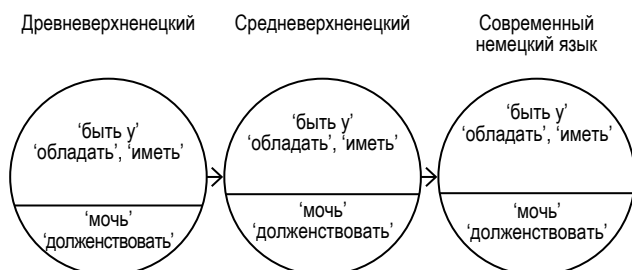 Древневерхненецкий
Средневерхненецкий
Современный
немецкий язык
‘быть у’
‘обладать’, ‘иметь’
‘мочь’
‘долженствовать’
‘быть у’
‘обладать’, ‘иметь’
‘мочь’
‘долженствовать’
‘быть у’
‘обладать’, ‘иметь’
‘мочь’
‘долженствовать’